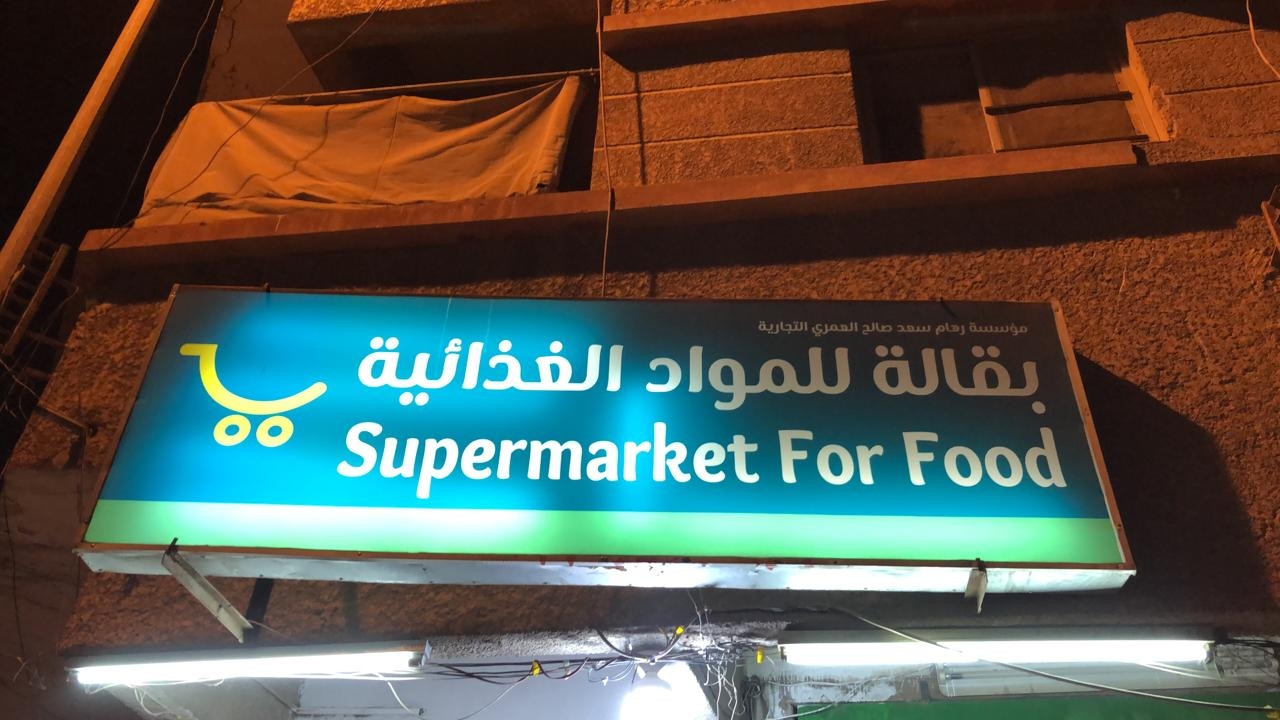 مؤسسة رهام سعد صالح العمري التجارية
بقالة للمواد الغذائية
Supermarket For Food